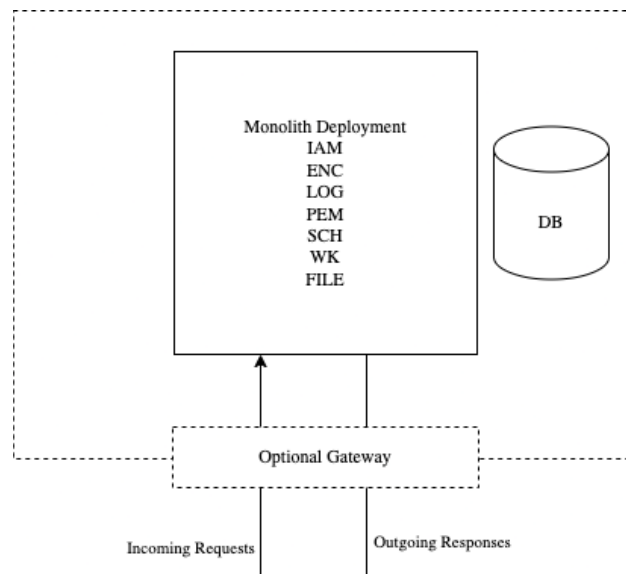 Monolith Deployment
IAM
ENC
LOG
PEM
SCH
WK
FILE
DB
Optional Gateway
Incoming Requests
Outgoing Responses